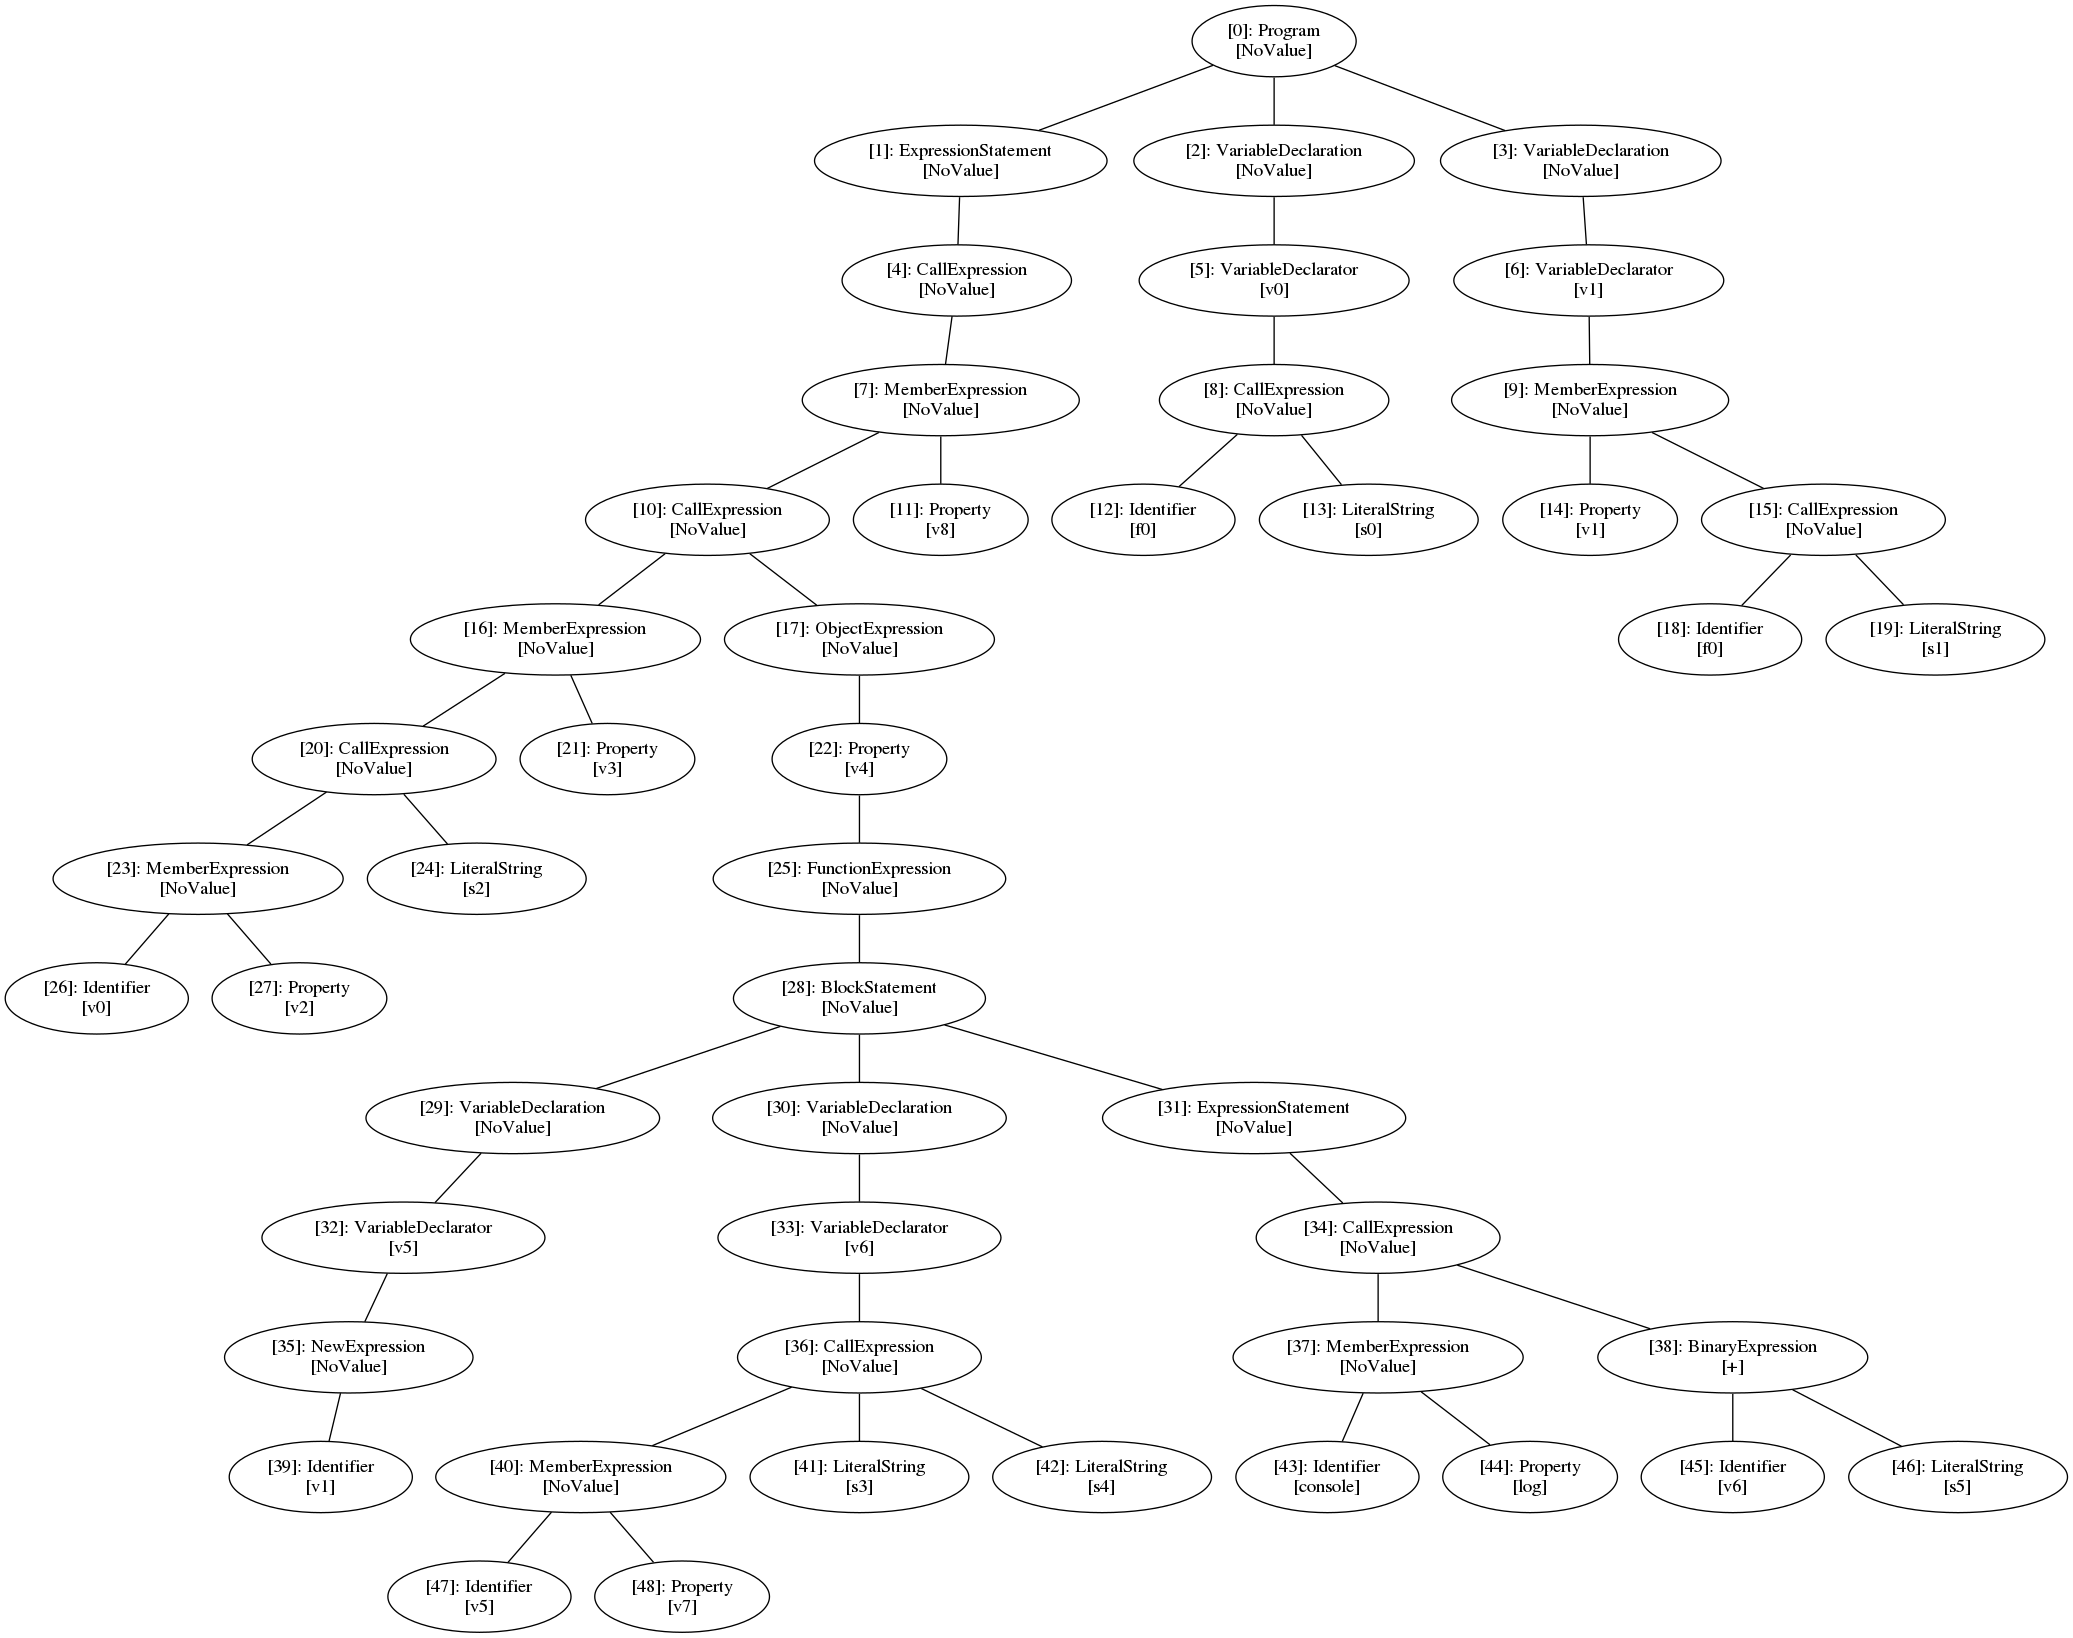 [0]: Program
[NoValue]
[1]: ExpressionStatement
[NoValue]
[2]: VariableDeclaration
[NoValue]
[3]: VariableDeclaration
[NoValue]
[4]: CallExpression
[NoValue]
[5]: VariableDeclarator
[v0]
[6]: VariableDeclarator
[v1]
[7]: MemberExpression
[NoValue]
[8]: CallExpression
[NoValue]
[9]: MemberExpression
[NoValue]
[10]: CallExpression
[NoValue]
[11]: Property
[v8]
[12]: Identifier
[f0]
[13]: LiteralString
[s0]
[14]: Property
[v1]
[15]: CallExpression
[NoValue]
[16]: MemberExpression
[NoValue]
[17]: ObjectExpression
[NoValue]
[18]: Identifier
[f0]
[19]: LiteralString
[s1]
[20]: CallExpression
[NoValue]
[21]: Property
[v3]
[22]: Property
[v4]
[23]: MemberExpression
[NoValue]
[24]: LiteralString
[s2]
[25]: FunctionExpression
[NoValue]
[26]: Identifier
[v0]
[27]: Property
[v2]
[28]: BlockStatement
[NoValue]
[29]: VariableDeclaration
[NoValue]
[30]: VariableDeclaration
[NoValue]
[31]: ExpressionStatement
[NoValue]
[32]: VariableDeclarator
[v5]
[33]: VariableDeclarator
[v6]
[34]: CallExpression
[NoValue]
[35]: NewExpression
[NoValue]
[36]: CallExpression
[NoValue]
[37]: MemberExpression
[NoValue]
[38]: BinaryExpression
[+]
[39]: Identifier
[v1]
[40]: MemberExpression
[NoValue]
[41]: LiteralString
[s3]
[42]: LiteralString
[s4]
[43]: Identifier
[console]
[44]: Property
[log]
[45]: Identifier
[v6]
[46]: LiteralString
[s5]
[47]: Identifier
[v5]
[48]: Property
[v7]